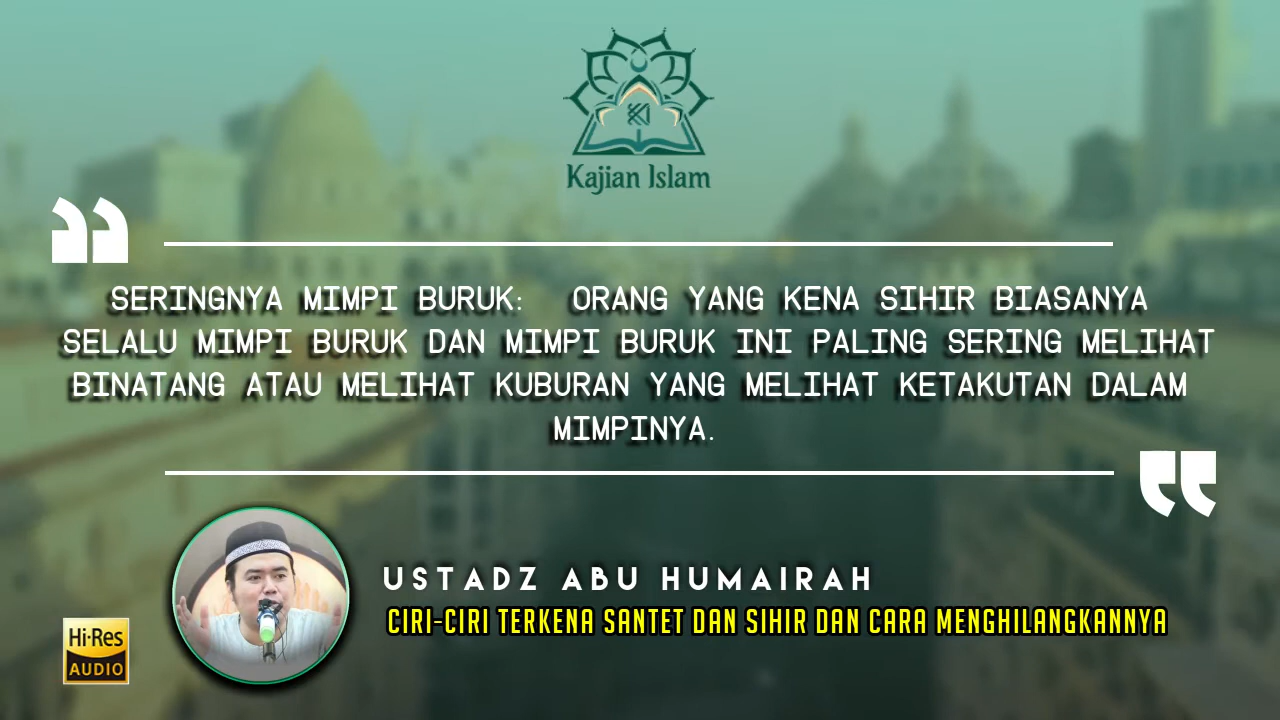 Kajian Islam
SERINGNYA MIMPI BURUK: ORANG YANG KENA SIHIR BIASANYA
SELALU MIMPI BURUK DAN MIMPI BURUK INI PALING SERING MELIHAT
BINATANG ATAU MELIHAT KUBURAN YANG MELIHAT KETAKUTAN DALAM
MIMPINYA.
USTADZ ABU HUMAIRAH
CIRI-CIRI TERKENA SANTET DAN SIHIR DAN CARA MENGHILANGKANNYA
Hi-Res
AUDIO